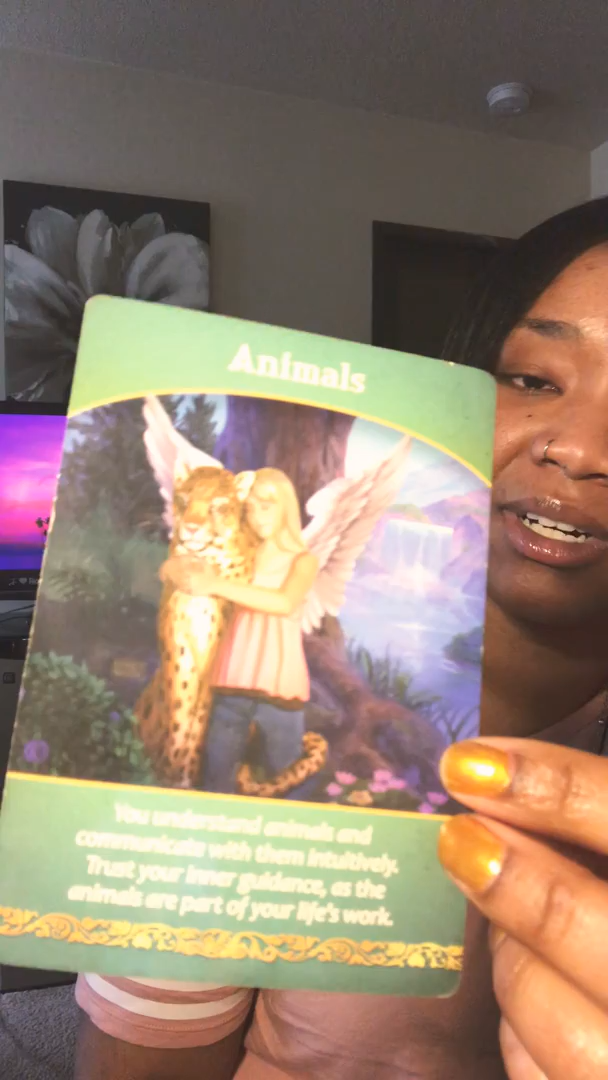 Animals
You understand animals and
communicate with them intuitively.
Trust your inner guidance, as the
animals are part of your life's work.